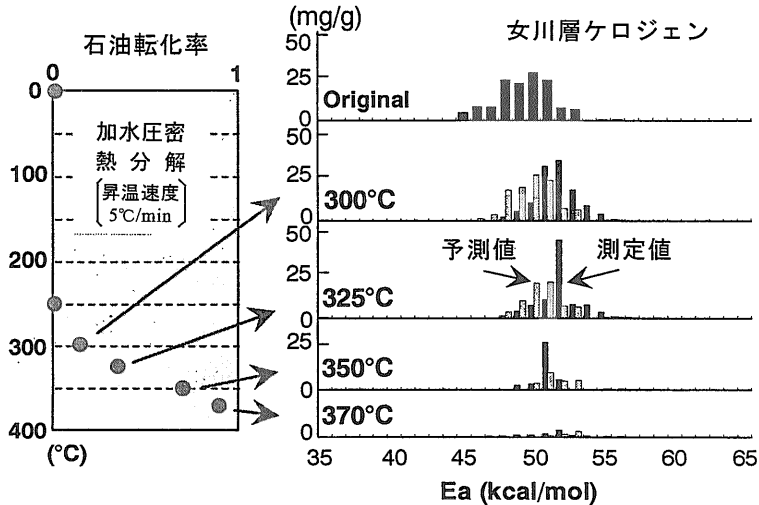 石油転化率
0 1
0
100
200
300
400
(°C)
加水圧密
熱分解
昇温速度
5℃/min
(mg/g)
女川層ケロジェン
50
25
0
Original
50
25
0
300°C
50
25
0
325°C
予測値
測定値
25
0
350°C
370°C
35 40 45 50 55 60 65
Ea (kcal/mol)